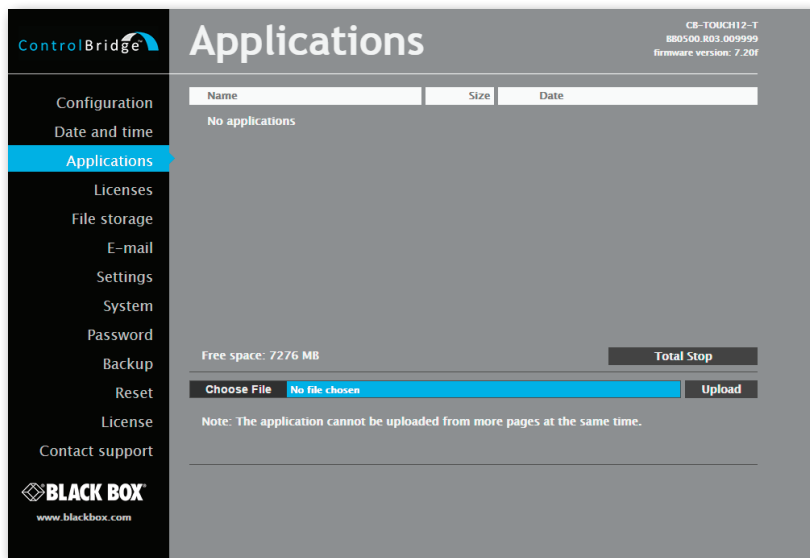 ControlBridge™
Applications
CB-TOUCH12-T
BB0500.R03.009999
firmware version: 7.20f
Configuration
Date and time
Applications
Licenses
File storage
E-mail
Settings
System
Password
Backup
Reset
License
Contact support
BLACK BOX®
www.blackbox.com
Name Size Date
No applications
Free space: 7276 MB
Total Stop
Choose File No file chosen Upload
Note: The application cannot be uploaded from more pages at the same time.